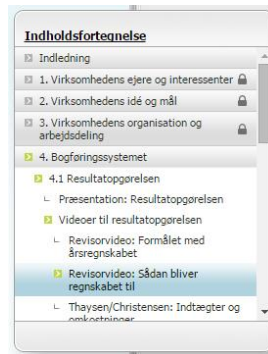 Indholdsfortegnelse
Indledning
1. Virksomhedens ejere og interessenter
2. Virksomhedens idé og mål
3. Virksomhedens organisation og
arbejdsdeling
4. Bogføringssystemet
4.1 Resultatopgørelsen
Præsentation: Resultatopgørelsen
Videoer til resultatopgørelsen
Revisorvideo: Formålet med
årsregnskabet
Revisorvideo: Sådan bliver
regnskabet til
Thaysen/Christensen: Indtægter og
omkostninger